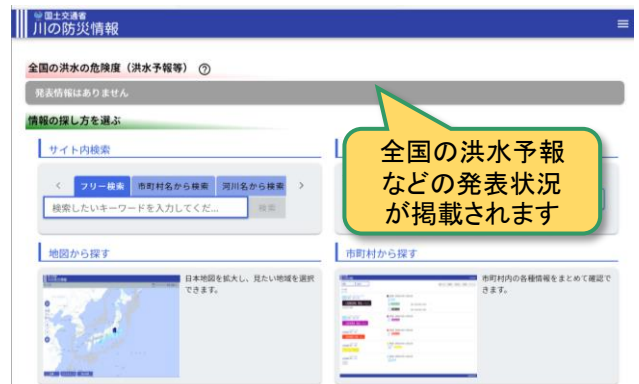 国土交通省
川の防災情報
全国の洪水の危険度（洪水予報等）
発表情報はありません
情報の探し方を選ぶ
サイト内検索
フリー検索 市町村名から検索 河川名から検索
検索したいキーワードを入力してくだ... 検索
全国の洪水予報
などの発表状況
が掲載されます
地図から探す
日本地図を拡大し、見たい地域を選択
できます。
市町村から探す
市町村内の各種情報をまとめて確認で
きます。